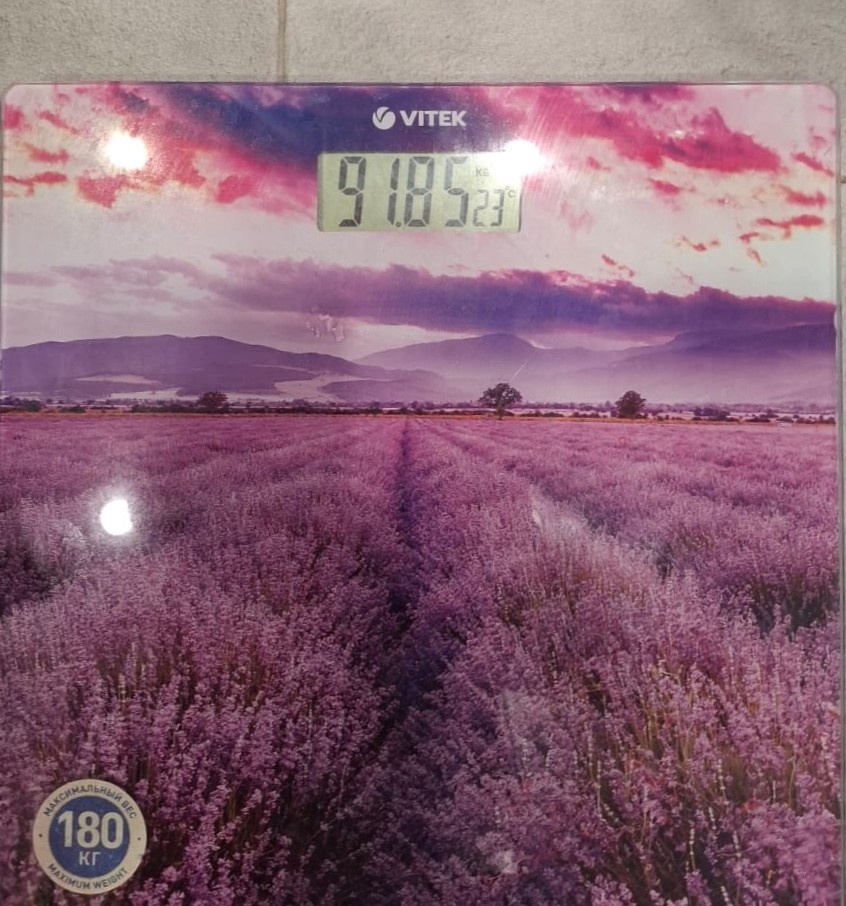 VITEK
91.85 kg
23°C
МАКСИМАЛЬНЫЙ ВЕС
180
КГ
MAXIMUM WEIGHT